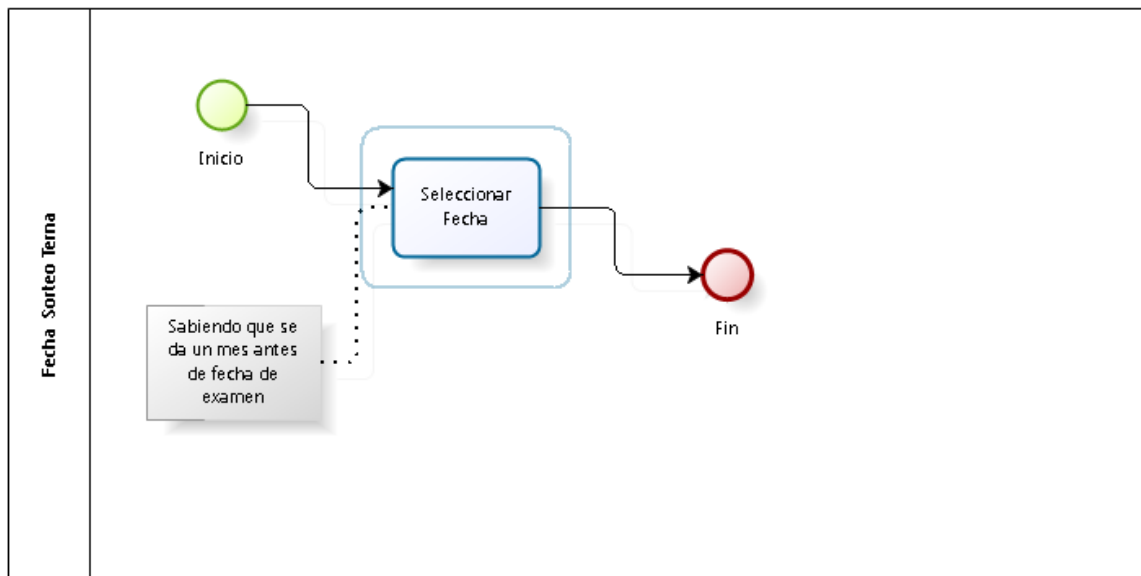 Fecha Sorteo Terna
Inicio
Seleccionar
Fecha
Sabiendo que se
da un mes antes
de fecha de
examen
Fin